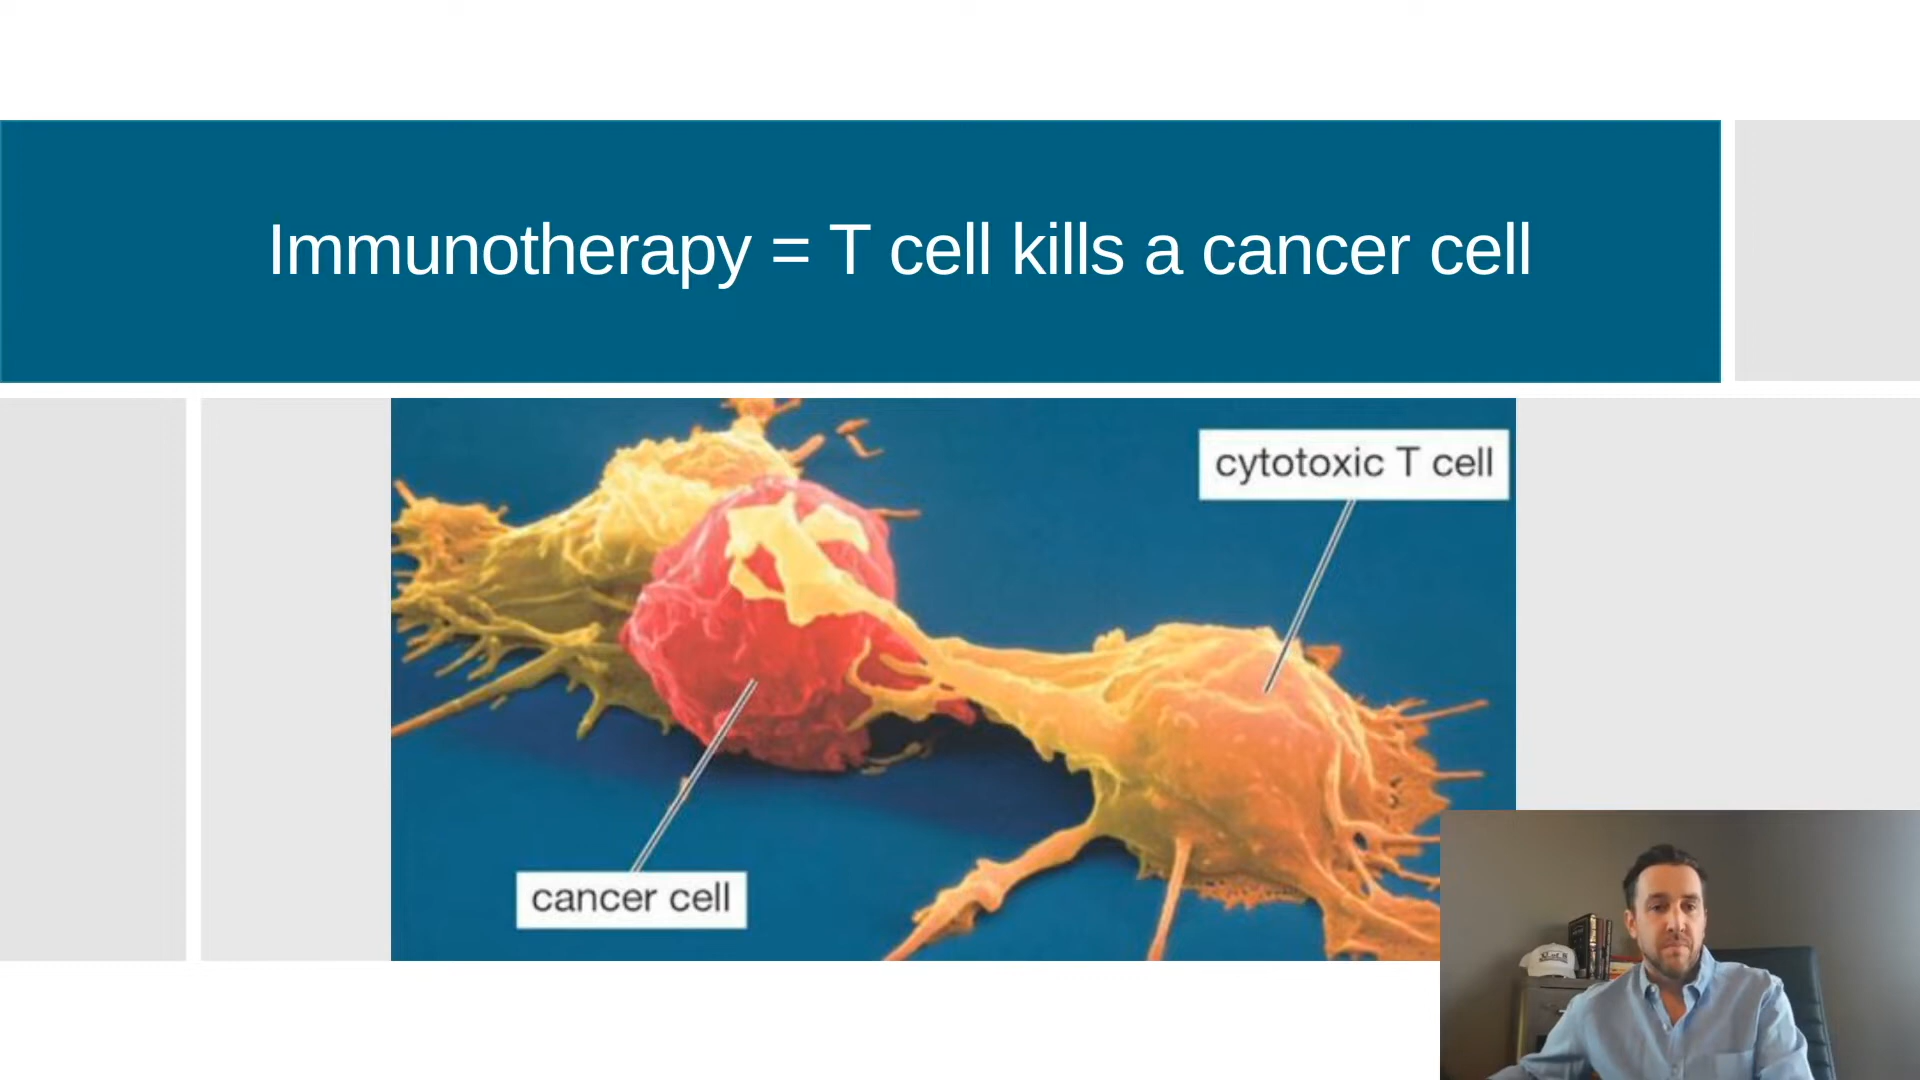 Immunotherapy = T cell kills a cancer cell
cytotoxic T cell
cancer cell